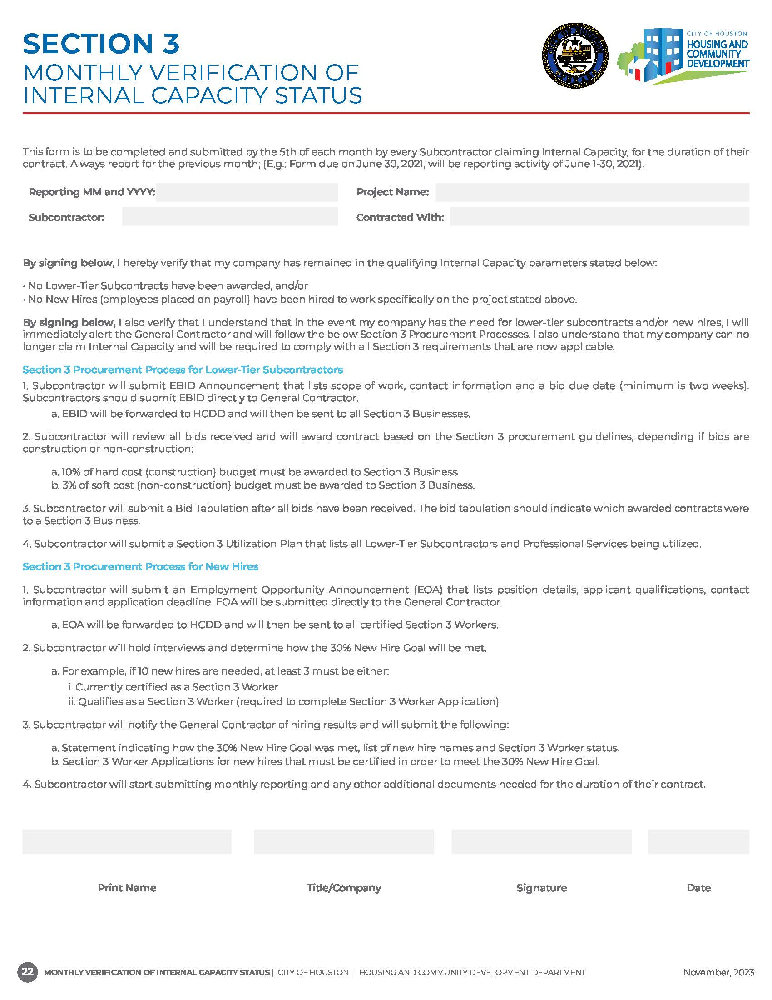 SECTION 3
MONTHLY VERIFICATION OF
INTERNAL CAPACITY STATUS
CITY OF HOUSTON
TEXAS
CITY OF HOUSTON
HOUSING AND
COMMUNITY
DEVELOPMENT
This form is to be completed and submitted by the 5th of each month by every Subcontractor claiming Internal Capacity, for the duration of their
contract. Always report for the previous month; (E.g.: Form due on June 30, 2021, will be reporting activity of June 1-30, 2021).
Reporting MM and YYYY:
Project Name:
Subcontractor:
Contracted With:
By signing below, I hereby verify that my company has remained in the qualifying Internal Capacity parameters stated below:
• No Lower-Tier Subcontracts have been awarded, and/or
• No New Hires (employees placed on payroll) have been hired to work specifically on the project stated above.
By signing below, I also verify that I understand that in the event my company has the need for lower-tier subcontracts and/or new hires, I will
immediately alert the General Contractor and will follow the below Section 3 Procurement Processes. I also understand that my company can no
longer claim Internal Capacity and will be required to comply with all Section 3 requirements that are now applicable.
Section 3 Procurement Process for Lower-Tier Subcontractors
1. Subcontractor will submit EBID Announcement that lists scope of work, contact information and a bid due date (minimum is two weeks).
Subcontractors should submit EBID directly to General Contractor.
a. EBID will be forwarded to HCDD and will then be sent to all Section 3 Businesses.
2. Subcontractor will review all bids received and will award contract based on the Section 3 procurement guidelines, depending if bids are
construction or non-construction:
a. 10% of hard cost (construction) budget must be awarded to Section 3 Business.
b. 3% of soft cost (non-construction) budget must be awarded to Section 3 Business.
3. Subcontractor will submit a Bid Tabulation after all bids have been received. The bid tabulation should indicate which awarded contracts were
to a Section 3 Business.
4. Subcontractor will submit a Section 3 Utilization Plan that lists all Lower-Tier Subcontractors and Professional Services being utilized.
Section 3 Procurement Process for New Hires
1. Subcontractor will submit an Employment Opportunity Announcement (EOA) that lists position details, applicant qualifications, contact
information and application deadline. EOA will be submitted directly to the General Contractor.
a. EOA will be forwarded to HCDD and will then be sent to all certified Section 3 Workers.
2. Subcontractor will hold interviews and determine how the 30% New Hire Goal will be met.
a. For example, if 10 new hires are needed, at least 3 must be either:
i. Currently certified as a Section 3 Worker
ii. Qualifies as a Section 3 Worker (required to complete Section 3 Worker Application)
3. Subcontractor will notify the General Contractor of hiring results and will submit the following:
a. Statement indicating how the 30% New Hire Goal was met, list of new hire names and Section 3 Worker status.
b. Section 3 Worker Applications for new hires that must be certified in order to meet the 30% New Hire Goal.
4. Subcontractor will start submitting monthly reporting and any other additional documents needed for the duration of their contract.
Print Name
Title/Company
Signature
Date
22 MONTHLY VERIFICATION OF INTERNAL CAPACITY STATUS | CITY OF HOUSTON | HOUSING AND COMMUNITY DEVELOPMENT DEPARTMENT
November, 2023